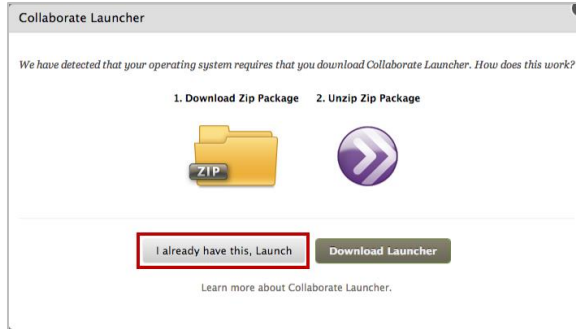 Collaborate Launcher
We have detected that your operating system requires that you download Collaborate Launcher. How does this work?
1. Download Zip Package 2. Unzip Zip Package
ZIP
I already have this, Launch Download Launcher
Learn more about Collaborate Launcher.